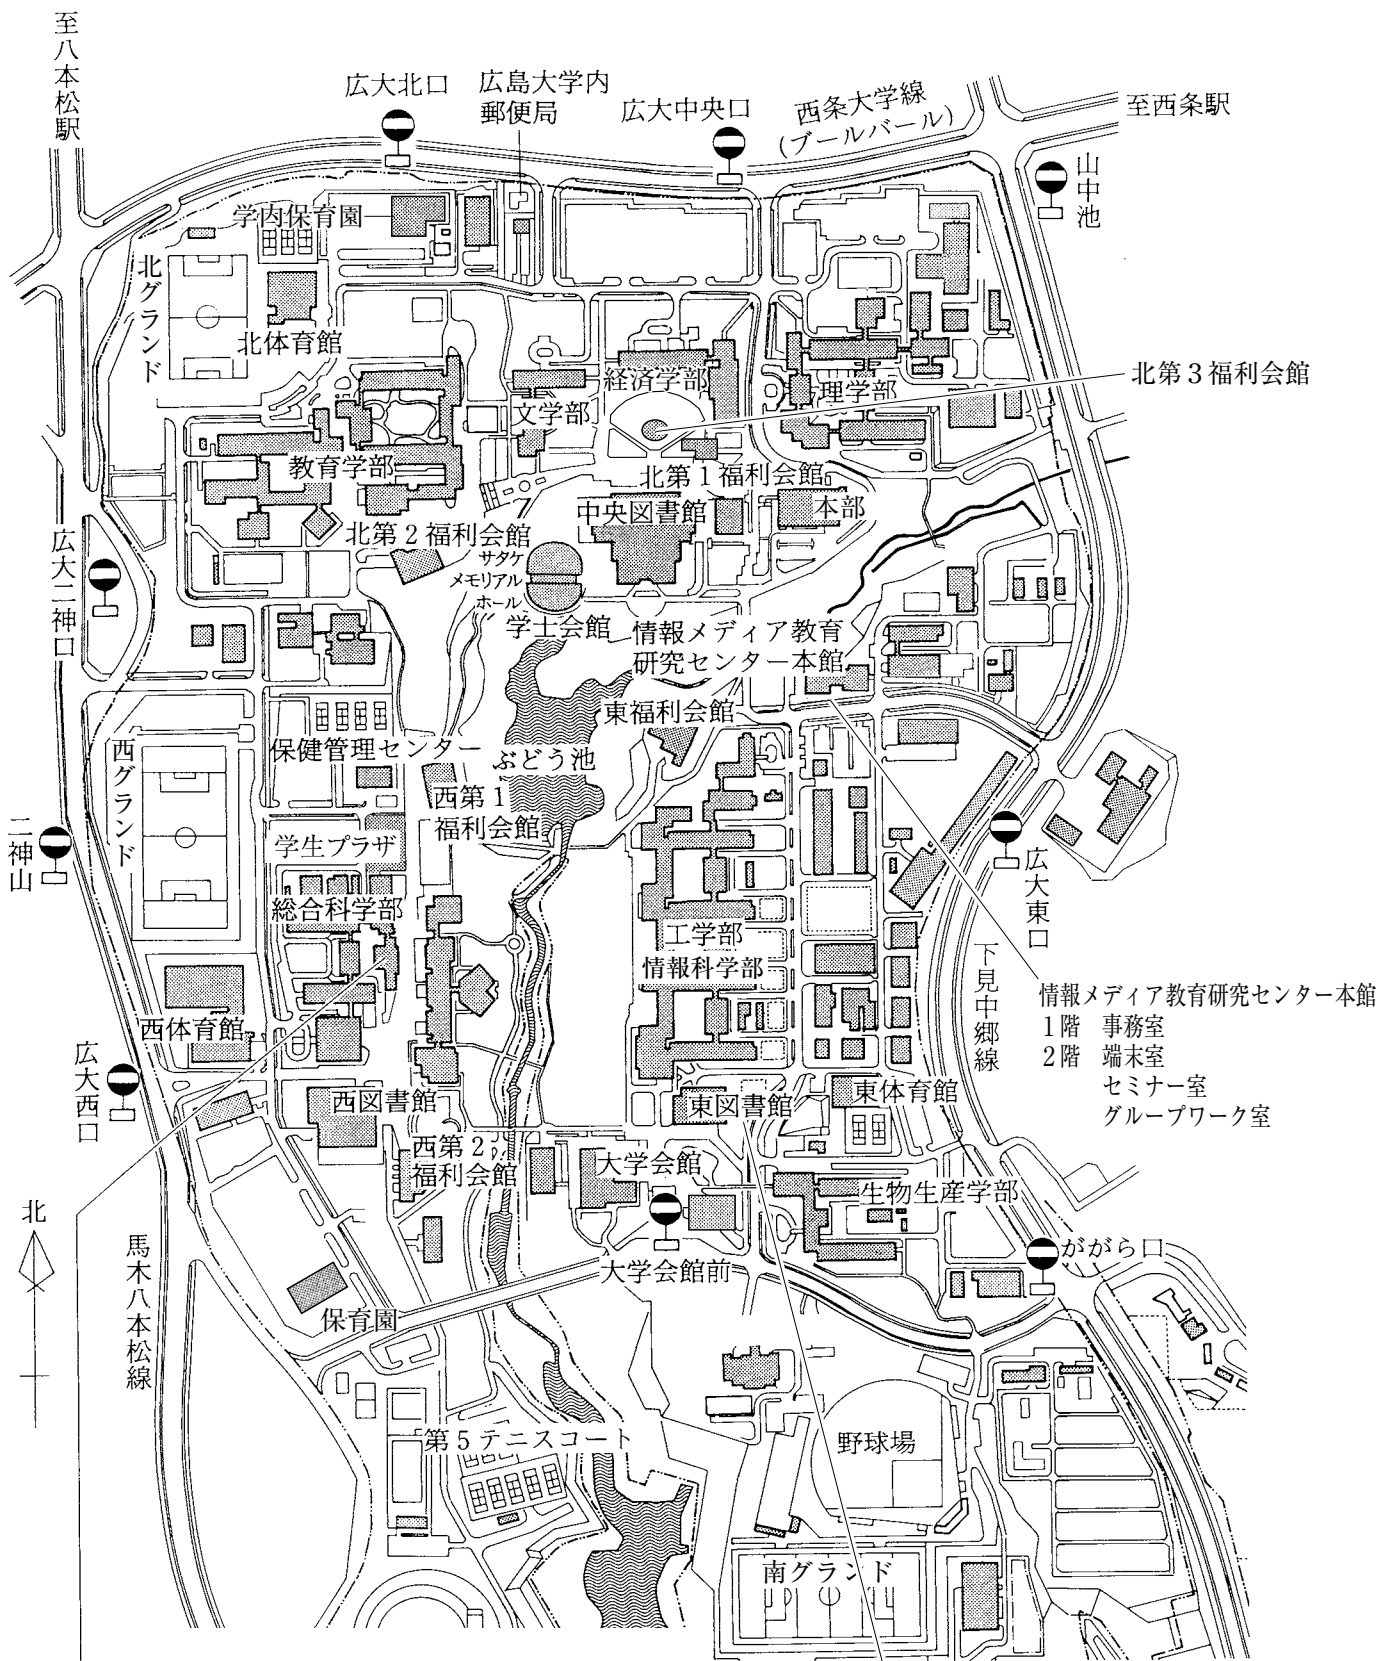 至八本松駅
広大北口
広島大学内
郵便局
広大中央口
西条大学線
(ブールバール)
至西条駅
山中池
学内保育園
北グランド
北体育館
経済学部
理学部
北第3福利会館
文学部
教育学部
北第1福利会館
中央図書館
本部
北第2福利会館
サタケ
メモリアル
ホール
学士会館
広大二神口
情報メディア教育
研究センター本館
東福利会館
西グランド
保健管理センター
ぶどう池
西第1
福利会館
二神山
学生プラザ
広大東口
総合科学部
工学部
情報科学部
下見中郷線
情報メディア教育研究センター本館
1階 事務室
2階 端末室
セミナー室
グループワーク室
西体育館
広大西口
西図書館
東図書館
東体育館
西第2
福利会館
大学会館
生物生産学部
北
馬木八本松線
ががら口
大学会館前
保育園
第5テニスコート
野球場
南グランド